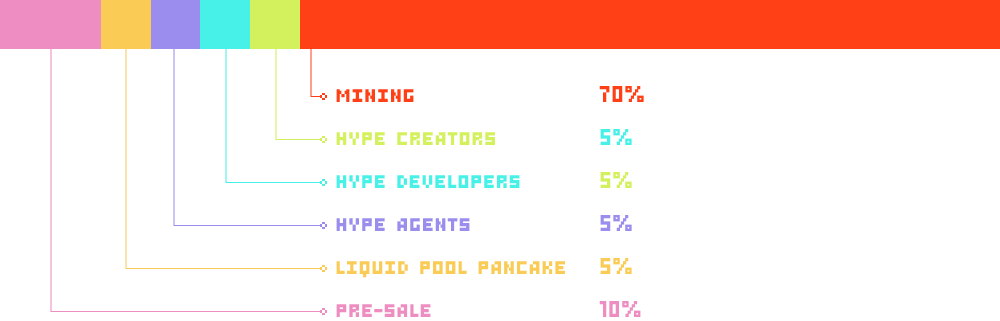 MINING 70%
HYPE CREATORS 5%
HYPE DEVELOPERS 5%
HYPE AGENTS 5%
LIQUID POOL PANCAKE 5%
PRE-SALE 10%